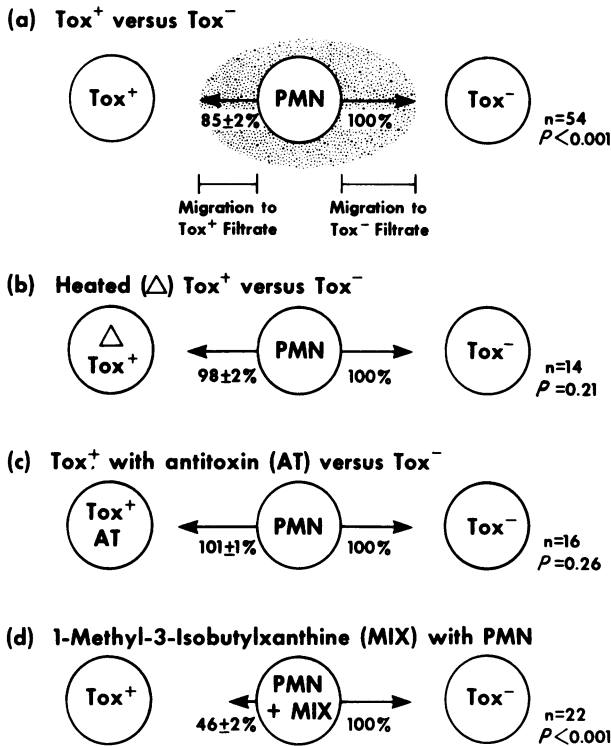 (a) Tox⁺ versus Tox⁻
Tox⁺ PMN Tox⁻
85±2% 100% n=54
P<0.001
Migration to Migration to
Tox⁺ Filtrate Tox⁻ Filtrate
(b) Heated (△) Tox⁺ versus Tox⁻
△
Tox⁺ PMN Tox⁻
98±2% 100% n=14
P=0.21
(c) Tox⁺ with antitoxin (AT) versus Tox⁻
Tox⁺
AT PMN Tox⁻
101±1% 100% n=16
P=0.26
(d) 1-Methyl-3-Isobutylxanthine (MIX) with PMN
Tox⁺ PMN Tox⁻
+ MIX
46±2% 100% n=22
P<0.001